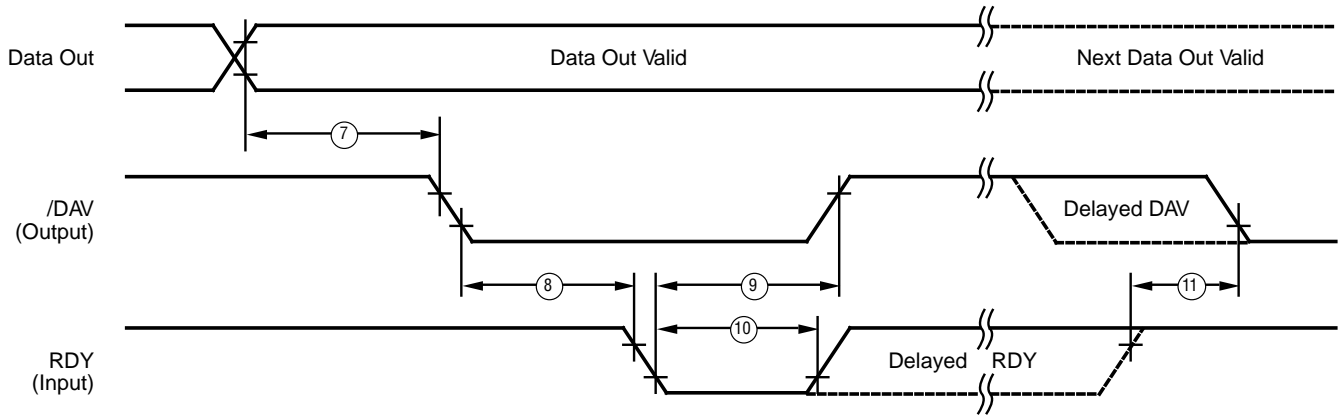 Data Out
Data Out Valid
Next Data Out Valid
7
/DAV
(Output)
Delayed DAV
8
9
11
10
RDY
(Input)
Delayed RDY